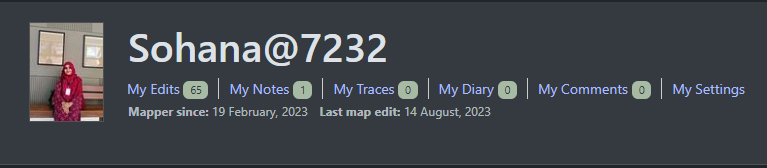 Sohana@7232
My Edits 65 My Notes 1 My Traces 0 My Diary 0 My Comments 0 My Settings
Mapper since: 19 February, 2023 Last map edit: 14 August, 2023